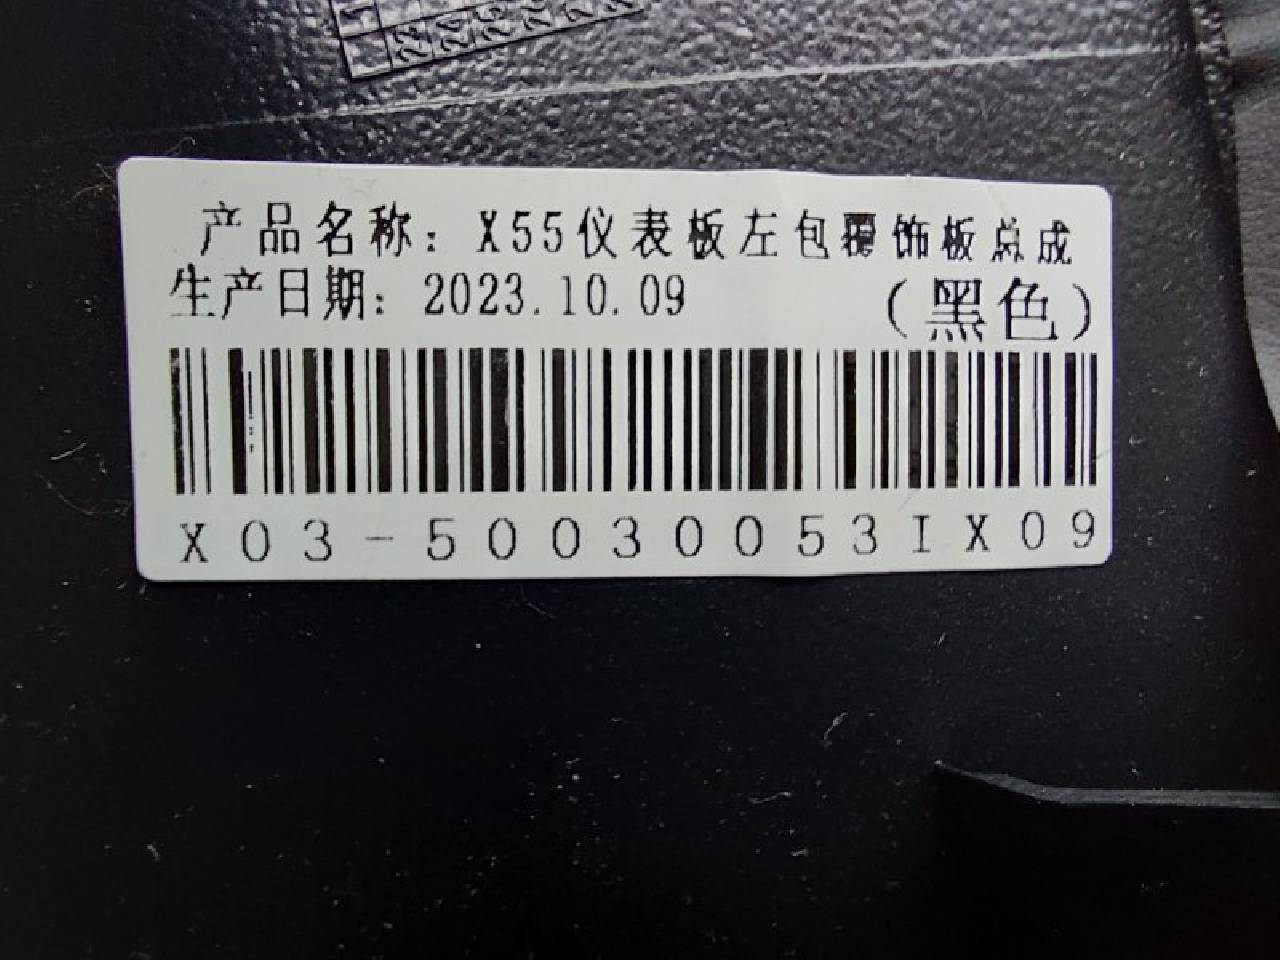 产品名称：X55仪表板左包覆饰板总成
生产日期：2023.10.09
（黑色）
X03-50030053IX09